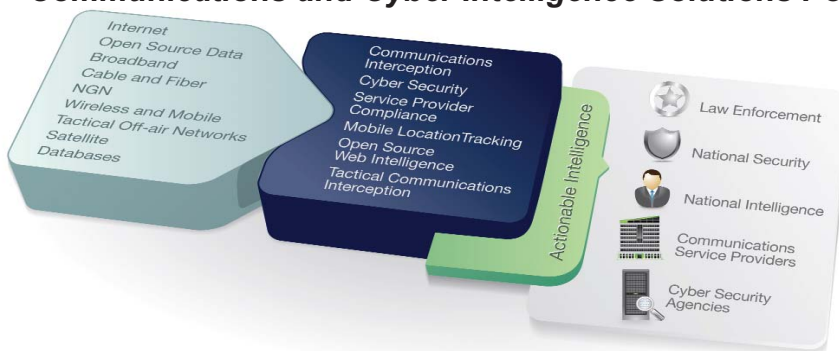 Communications and Cyber Intelligence Solutions
Internet
Open Source Data
Broadband
Cable and Fiber
NGN
Wireless and Mobile
Tactical Off-air Networks
Satellite
Databases
Communications
Interception
Cyber Security
Service Provider
Compliance
Mobile LocationTracking
Open Source
Web Intelligence
Tactical Communications
Interception
Actionable Intelligence
Law Enforcement
National Security
National Intelligence
Communications
Service Providers
Cyber Security
Agencies